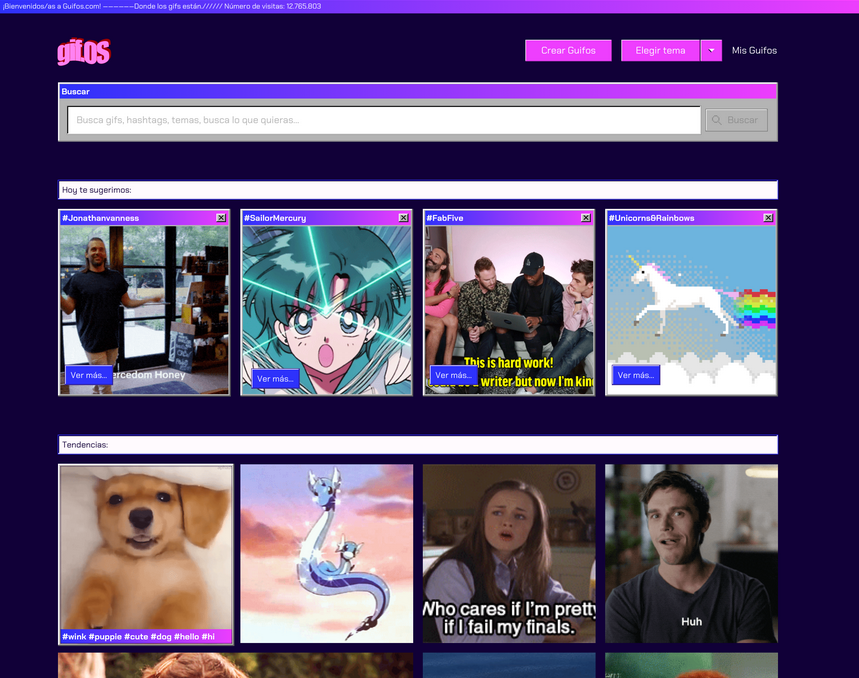 ¡Bienvenidos/as a Guifos.com! ——————Donde los gifs están.////// Número de visitas: 12.765.803
gifOS
Crear Guifos
Elegir tema
Mis Guifos
Buscar
Busca gifs, hashtags, temas, busca lo que quieras...
Buscar
Hoy te sugerimos:
#Jonathanvanness
#SailorMercury
#FabFive
#Unicorns&Rainbows
Ver más...
ercedom Honey
Ver más...
This is hard work!
Ver más...
writer but now I'm kin
Ver más...
Tendencias:
Who cares if I'm pretty
if I fail my finals.
Huh
#wink #puppie #cute #dog #hello #hi